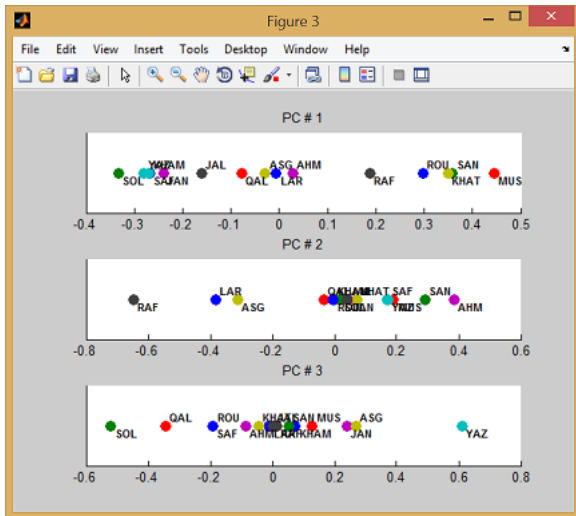 Figure 3
File Edit View Insert Tools Desktop Window Help
PC # 1
JAL ASG AHM ROU SAN
SOL QAL LAR RAF KHAT MUS
-0.4 -0.3 -0.2 -0.1 0 0.1 0.2 0.3 0.4 0.5
PC # 2
LAR SAF SAN
RAF ASG AHM
-0.8 -0.6 -0.4 -0.2 0 0.2 0.4 0.6
PC # 3
QAL ROU SAN MUS ASG
SOL SAF AHM KHAM JAN YAZ
-0.6 -0.4 -0.2 0 0.2 0.4 0.6 0.8